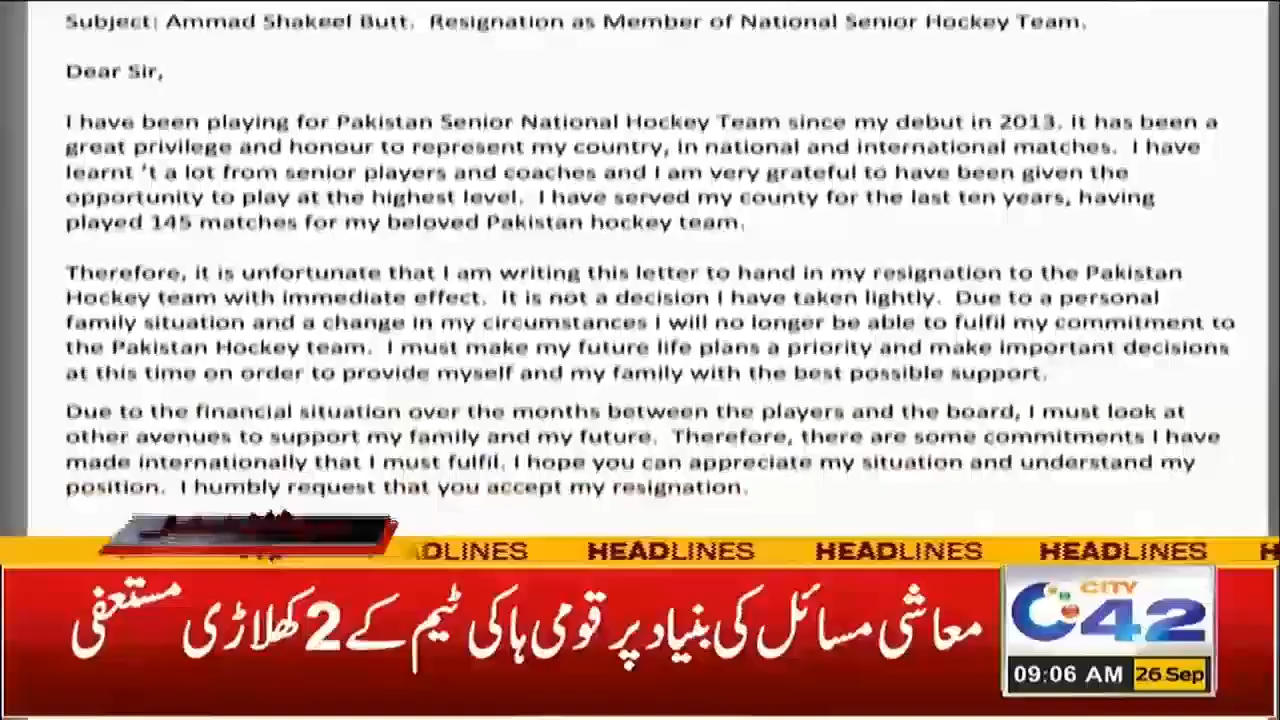 Subject: Ammad Shakeel Butt.  Resignation as Member of National Senior Hockey Team.
Dear Sir,
I have been playing for Pakistan Senior National Hockey Team since my debut in 2013. It has been a
great privilege and honour to represent my country, in national and international matches.  I have
learnt 't a lot from senior players and coaches and I am very grateful to have been given the
opportunity to play at the highest level.  I have served my county for the last ten years, having
played 145 matches for my beloved Pakistan hockey team.
Therefore, it is unfortunate that I am writing this letter to hand in my resignation to the Pakistan
Hockey team with immediate effect.  It is not a decision I have taken lightly.  Due to a personal
family situation and a change in my circumstances I will no longer be able to fulfil my commitment to
the Pakistan Hockey team.  I must make my future life plans a priority and make important decisions
at this time on order to provide myself and my family with the best possible support.
Due to the financial situation over the months between the players and the board, I must look at
other avenues to support my family and my future.  Therefore, there are some commitments I have
made internationally that I must fulfil. I hope you can appreciate my situation and understand my
position.  I humbly request that you accept my resignation.
DLINES HEADLINES HEADLINES HEADLINES H
معاشی مسائل کی بنیاد پر قومی ہاکی ٹیم کے 2 کھلاڑی مستعفی
CITY
42
09:06 AM 26 Sep